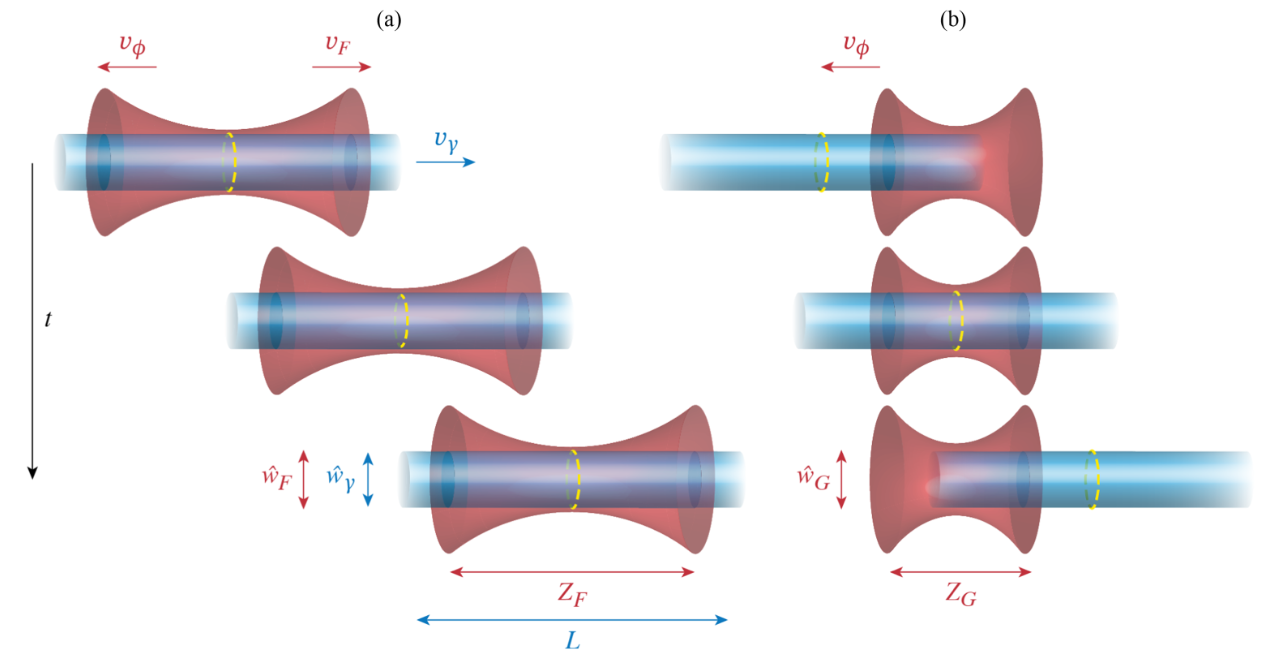 (a)
(b)
v_ϕ
v_F
v_ϕ
v_γ
t
ŵ_F
ŵ_γ
ŵ_G
Z_F
Z_G
L